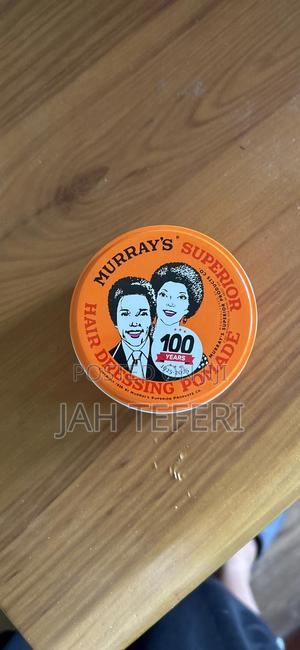 MURRAY'S SUPERIOR
HAIR DRESSING POMADE
100
YEARS
JAH TEFERI